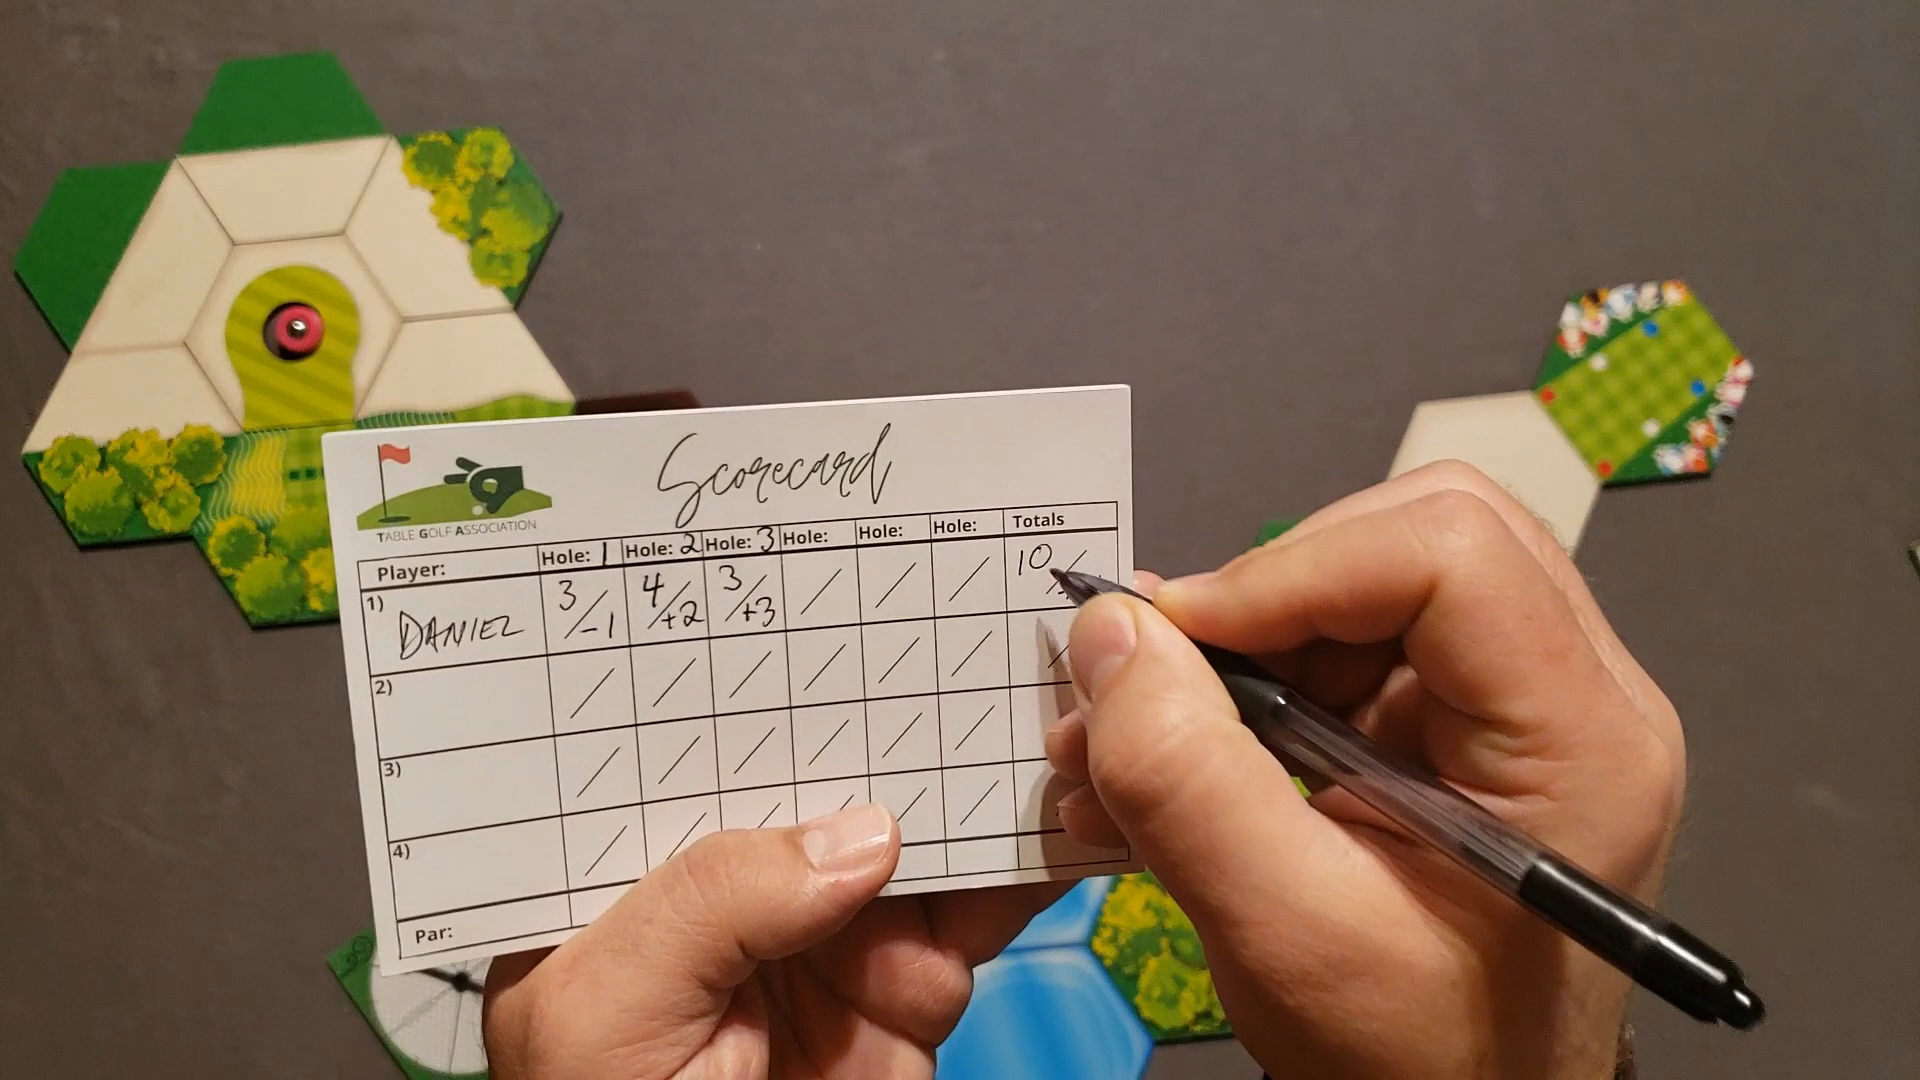 Scorecard
TABLE GOLF ASSOCIATION
Player: Hole: 1 Hole: 2 Hole: 3 Hole: Hole: Hole: Totals
1) DANIEL 3/-1 4/+2 3/+3 / / / 10/
2) / / / / / / /
3) / / / / / /
4) / / / / / /
Par: